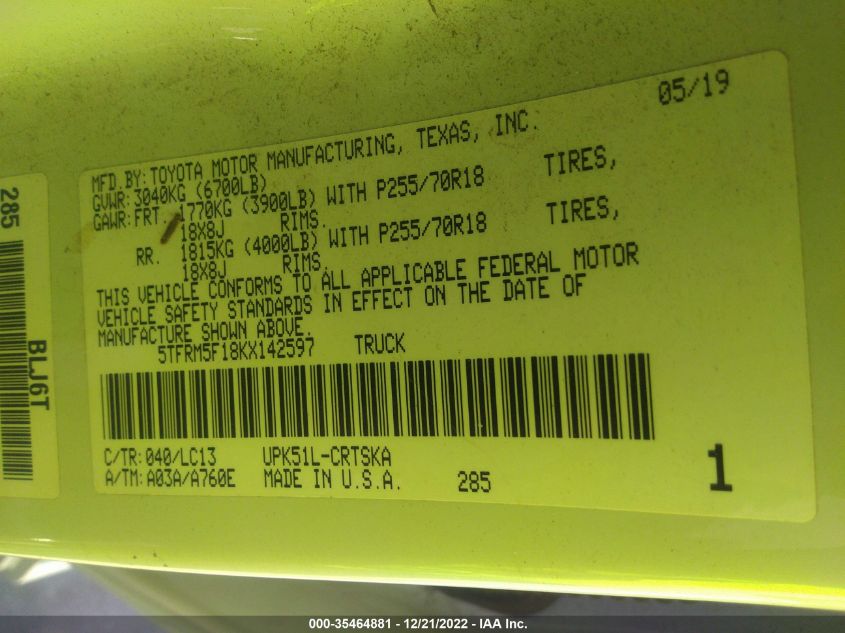 05/19
MFD.BY:TOYOTA MOTOR MANUFACTURING, TEXAS, INC.
GVWR:3040KG (6700LB)
GAWR:FRT. 1770KG (3900LB) WITH P255/70R18 TIRES,
18X8J RIMS,
RR. 1815KG (4000LB) WITH P255/70R18 TIRES,
18X8J RIMS.
THIS VEHICLE CONFORMS TO ALL APPLICABLE FEDERAL MOTOR
VEHICLE SAFETY STANDARDS IN EFFECT ON THE DATE OF
MANUFACTURE SHOWN ABOVE.
5TFRM5F18KX142597 TRUCK
C/TR:040/LC13 UPK51L-CRTSKA
A/TM:A03A/A760E MADE IN U.S.A. 285
1
285
BLJ6T
000-35464881 - 12/21/2022 - IAA Inc.